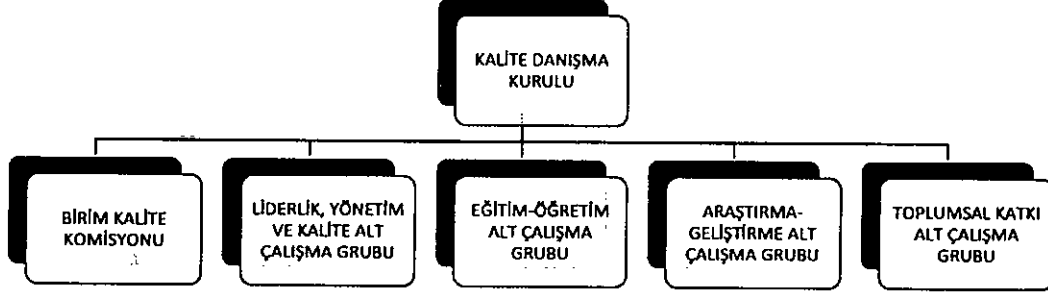 KALİTE DANIŞMA
KURULU
BİRİM KALİTE
KOMİSYONU
LİDERLİK, YÖNETİM
VE KALİTE ALT
ÇALIŞMA GRUBU
EĞİTİM-ÖĞRETİM
ALT ÇALIŞMA
GRUBU
ARAŞTIRMA-
GELİŞTİRME ALT
ÇALIŞMA GRUBU
TOPLUMSAL KATKI
ALT ÇALIŞMA
GRUBU